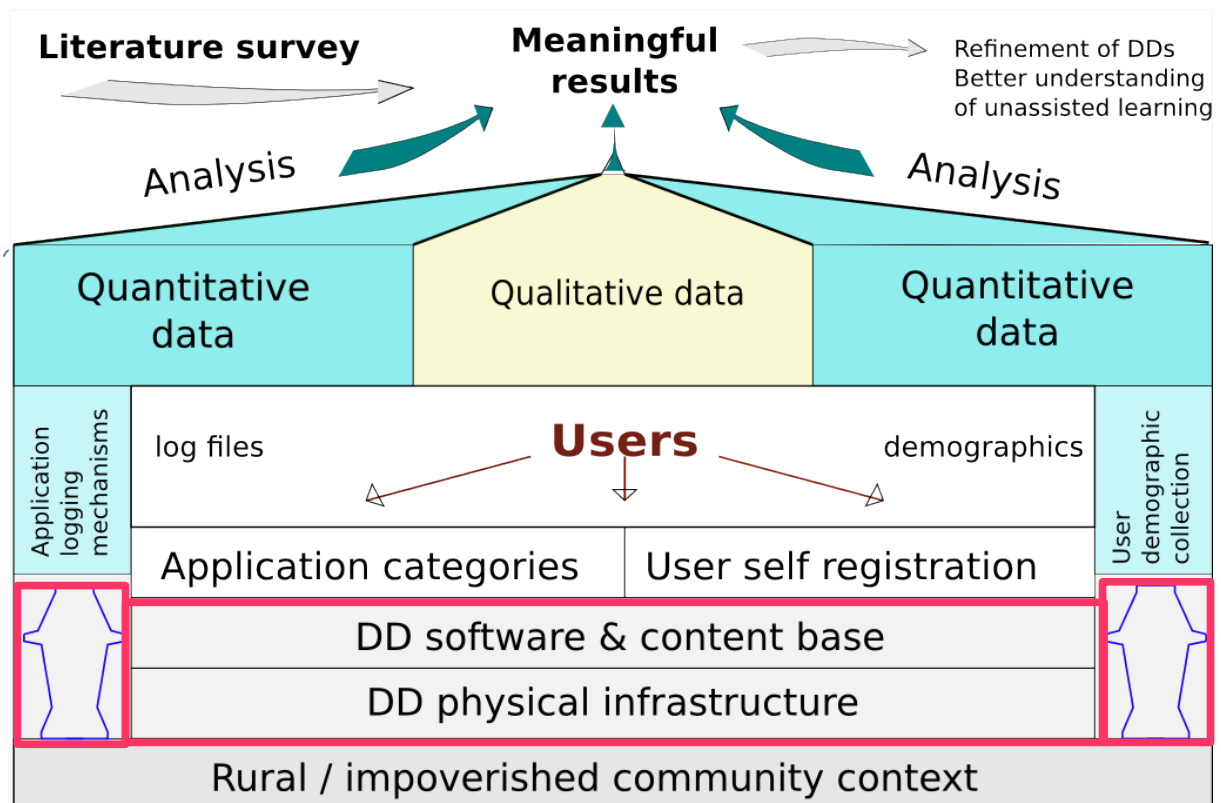 Literature survey
Meaningful
results
Refinement of DDs
Better understanding
of unassisted learning
Analysis
Analysis
Quantitative
data
Qualitative data
Quantitative
data
Application
logging
mechanisms
log files
Users
demographics
User
demographic
collection
Application categories
User self registration
DD software & content base
DD physical infrastructure
Rural / impoverished community context